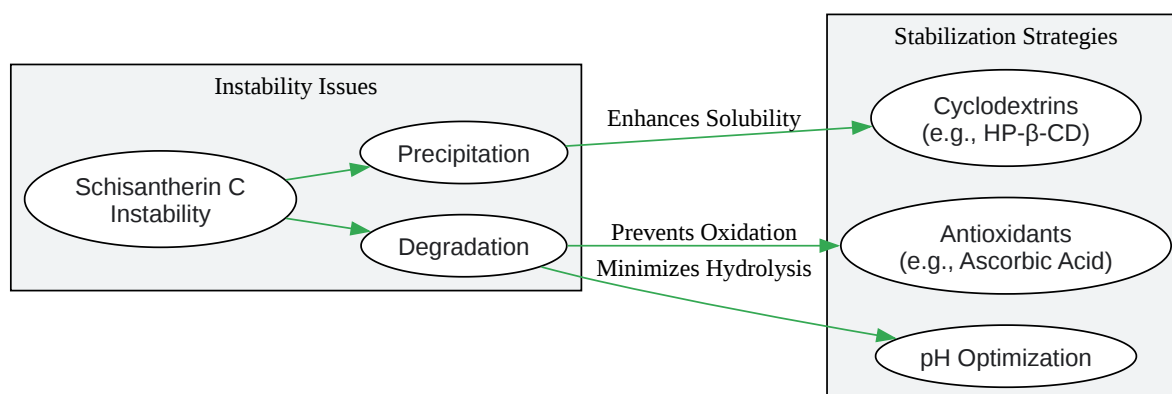 Instability Issues
Schisantherin C
Instability
Precipitation
Degradation
Enhances Solubility
Prevents Oxidation
Minimizes Hydrolysis
Stabilization Strategies
Cyclodextrins
(e.g., HP-β-CD)
Antioxidants
(e.g., Ascorbic Acid)
pH Optimization